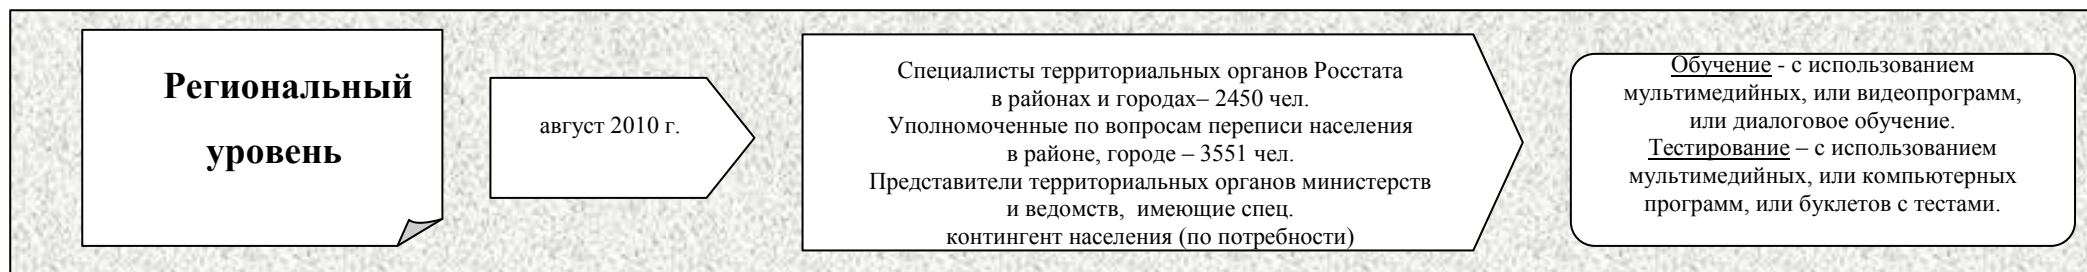 Региональный
уровень
август 2010 г.
Специалисты территориальных органов Росстата
в районах и городах– 2450 чел.
Уполномоченные по вопросам переписи населения
в районе, городе – 3551 чел.
Представители территориальных органов министерств
и ведомств,  имеющие спец.
контингент населения (по потребности)
Обучение - с использованием
мультимедийных, или видеопрограмм,
или диалоговое обучение.
Тестирование – с использованием
мультимедийных, или компьютерных
программ, или буклетов с тестами.